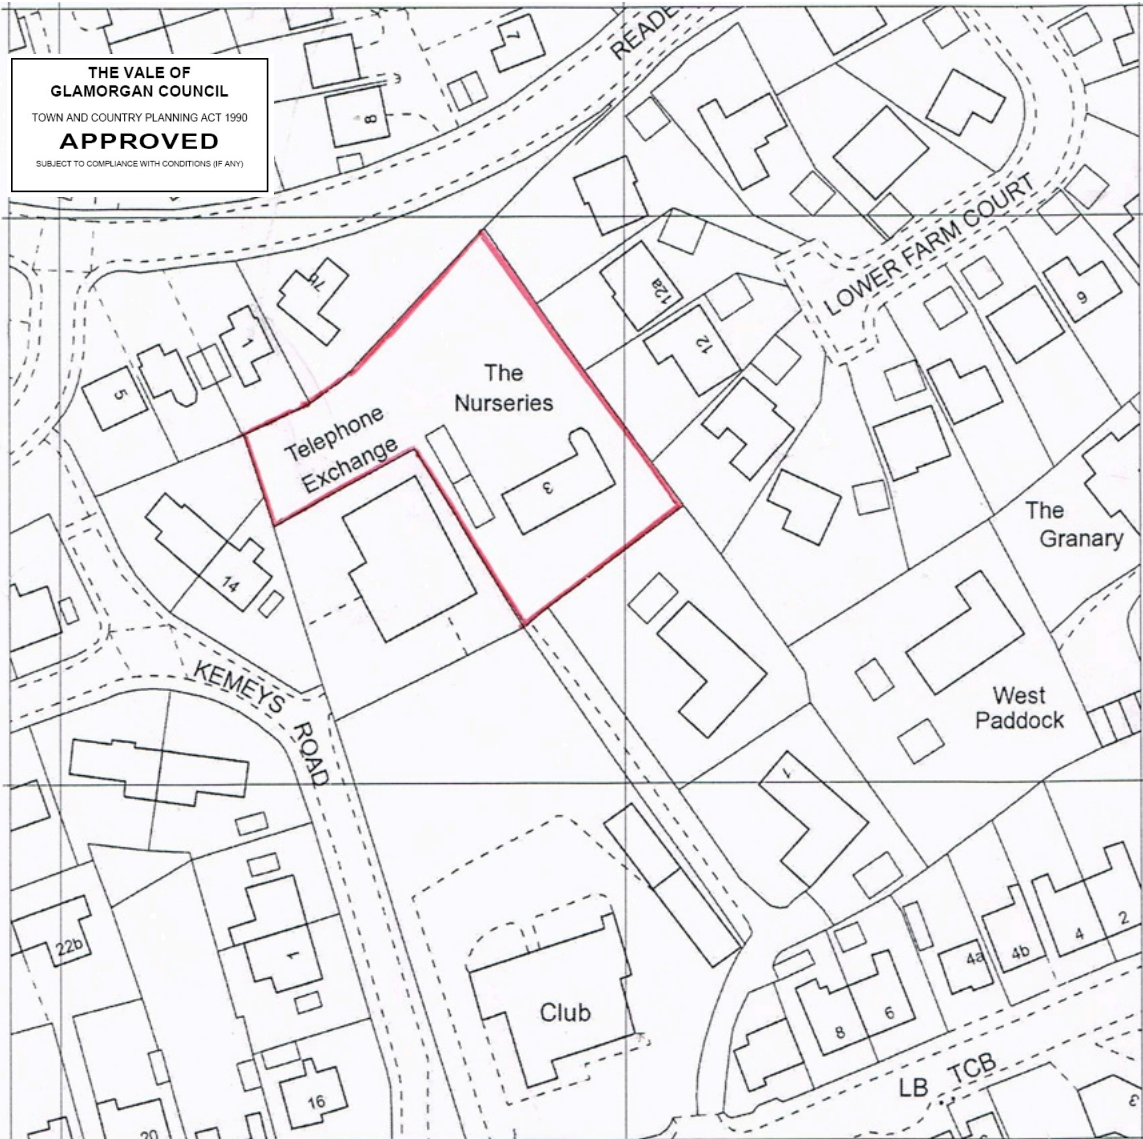 THE VALE OF
GLAMORGAN COUNCIL
TOWN AND COUNTRY PLANNING ACT 1990
APPROVED
SUBJECT TO COMPLIANCE WITH CONDITIONS (IF ANY)
7
8
12a
12
LOWER FARM COURT
9
1
5
The
Nurseries
Telephone
Exchange
3
The
Granary
14
KEMEYS ROAD
West
Paddock
1
22b
1
Club
2
4
4b
4a
6
8
16
20
LB
TCB
3